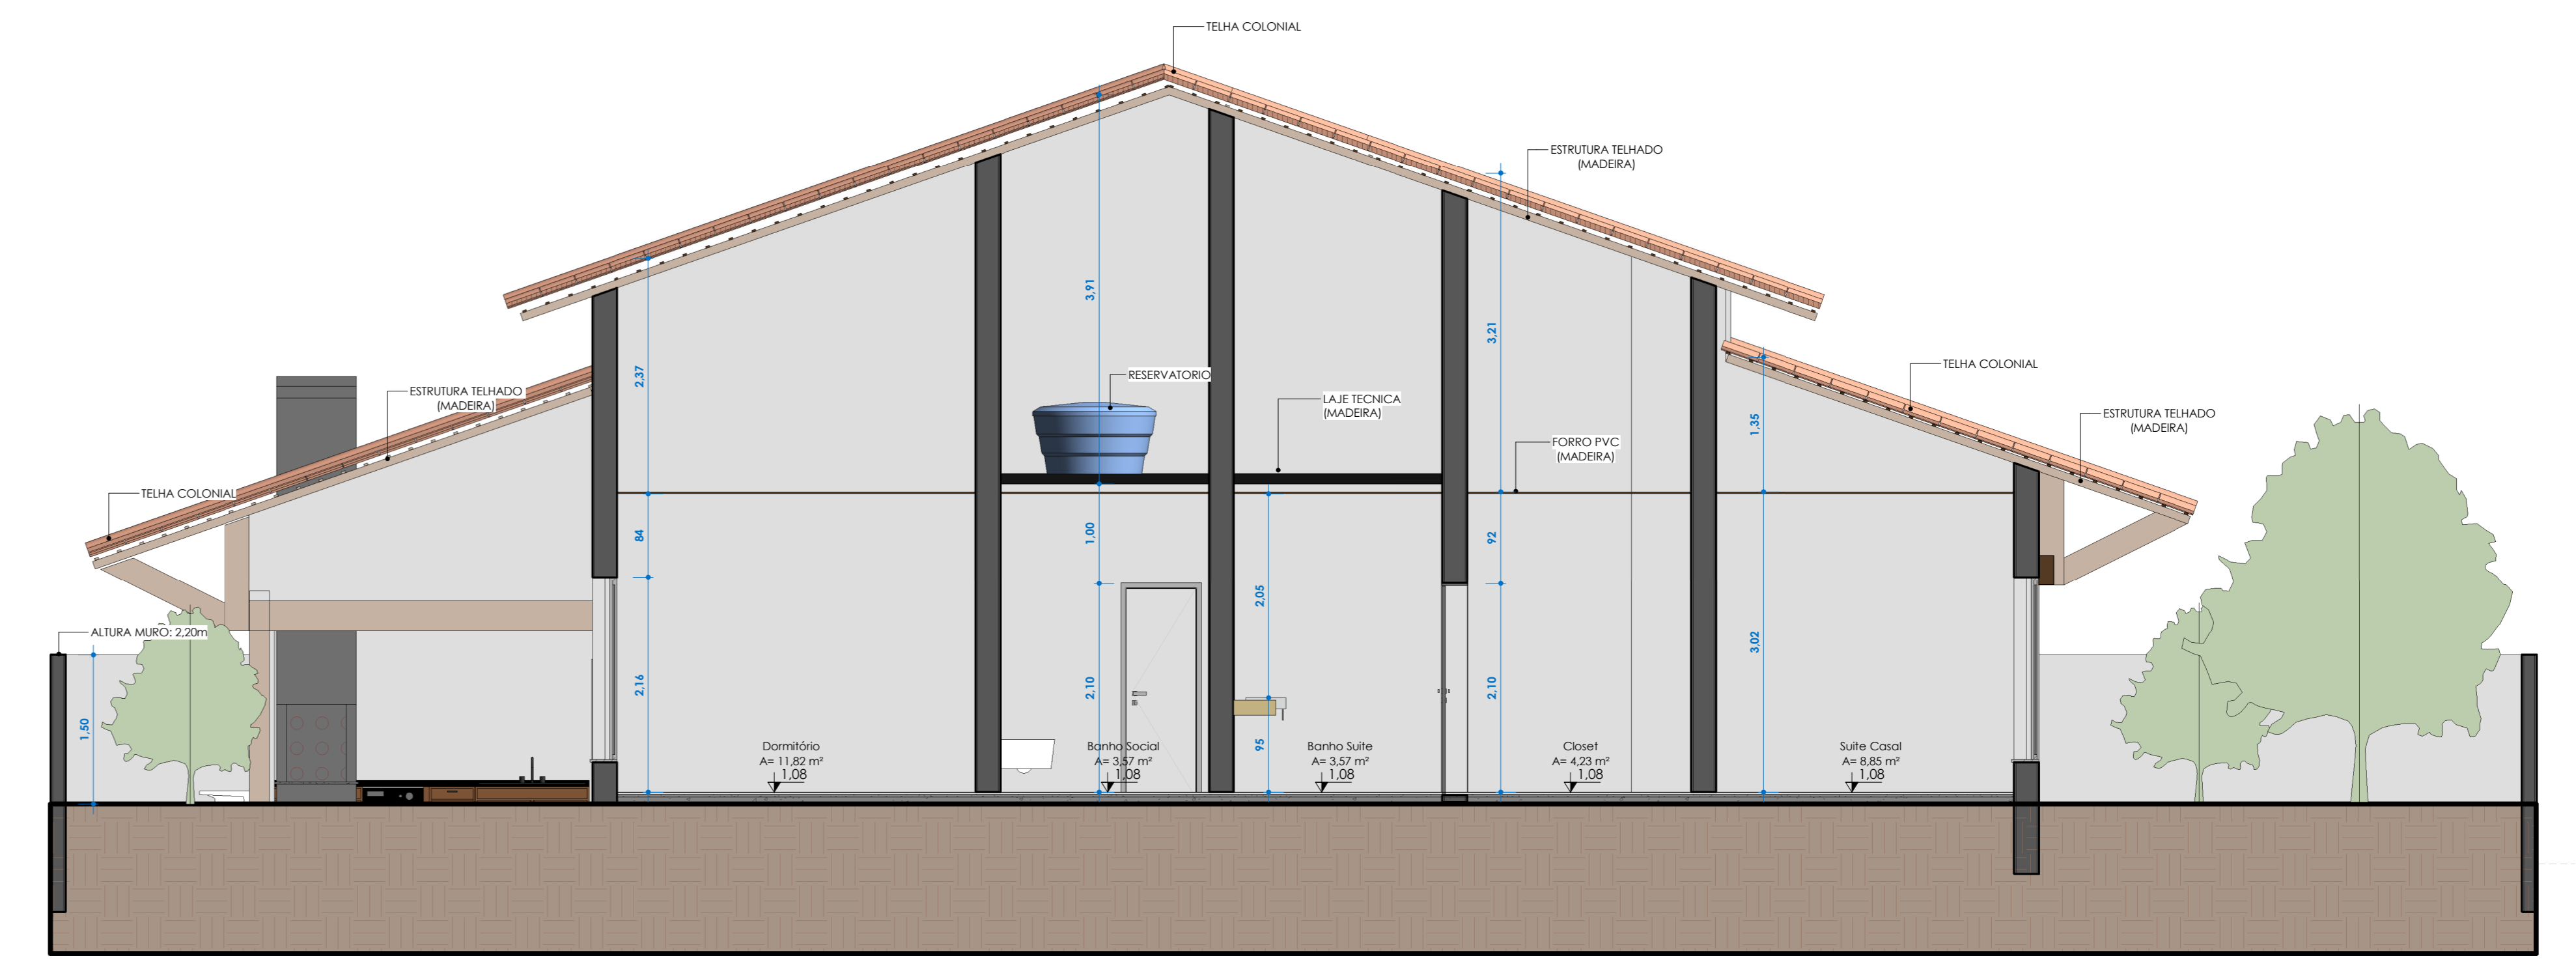 TELHA COLONIAL
ESTRUTURA TELHADO
(MADEIRA)
3,91
3,21
2,37
RESERVATORIO
TELHA COLONIAL
ESTRUTURA TELHADO
(MADEIRA)
LAJE TECNICA
(MADEIRA)
1,35
ESTRUTURA TELHADO
(MADEIRA)
FORRO PVC
(MADEIRA)
TELHA COLONIAL
84
1,00
92
2,05
ALTURA MURO: 2,20m
3,02
2,16
2,10
2,10
1,50
95
Dormitório
A= 11,82 m²
1,08
Banho Social
A= 3,57 m²
1,08
Banho Suite
A= 3,57 m²
1,08
Closet
A= 4,23 m²
1,08
Suite Casal
A= 8,85 m²
1,08